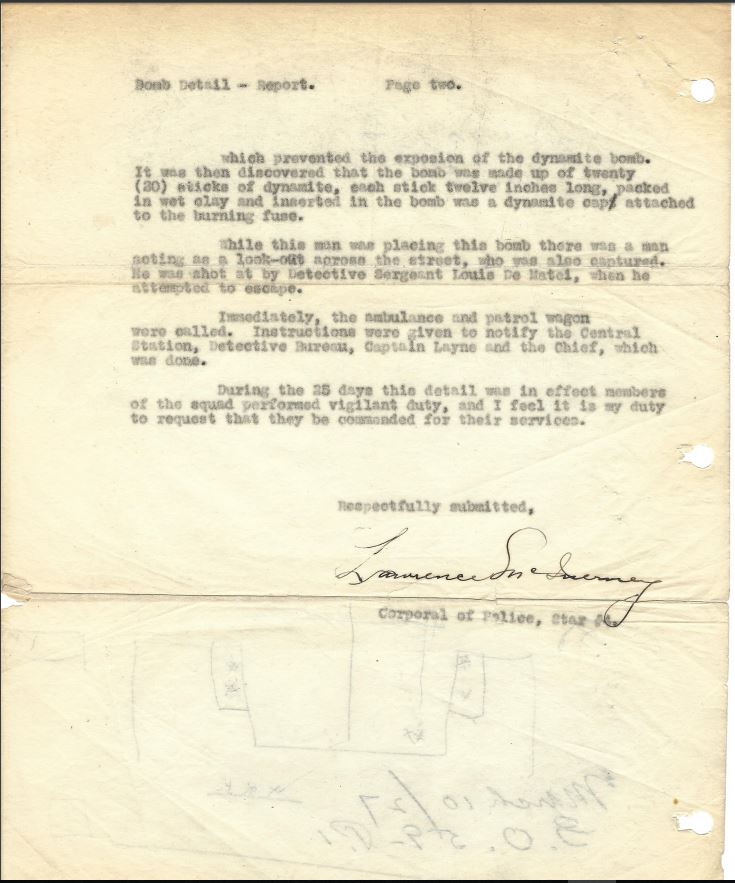 Bomb Detail - Report. Page two.
which prevented the exposion of the dynamite bomb.
It was then discovered that the bomb was made up of twenty
(20) sticks of dynamite, each stick twelve inches long, packed
in wet clay and inserted in the bomb was a dynamite cap/ attached
to the burning fuse.
While this man was placing this bomb there was a man
acting as a look-out across the street, who was also captured.
He was shot at by Detective Sergeant Louis De Matei, when he
attempted to escape.
Immediately, the ambulance and patrol wagon
were called. Instructions were given to notify the Central
Station, Detective Bureau, Captain Layne and the Chief, which
was done.
During the 25 days this detail was in effect members
of the squad performed vigilant duty, and I feel it is my duty
to request that they be commended for their services.
Respectfully submitted,
Lawrence McInerney
Corporal of Police, Star
March 10/27